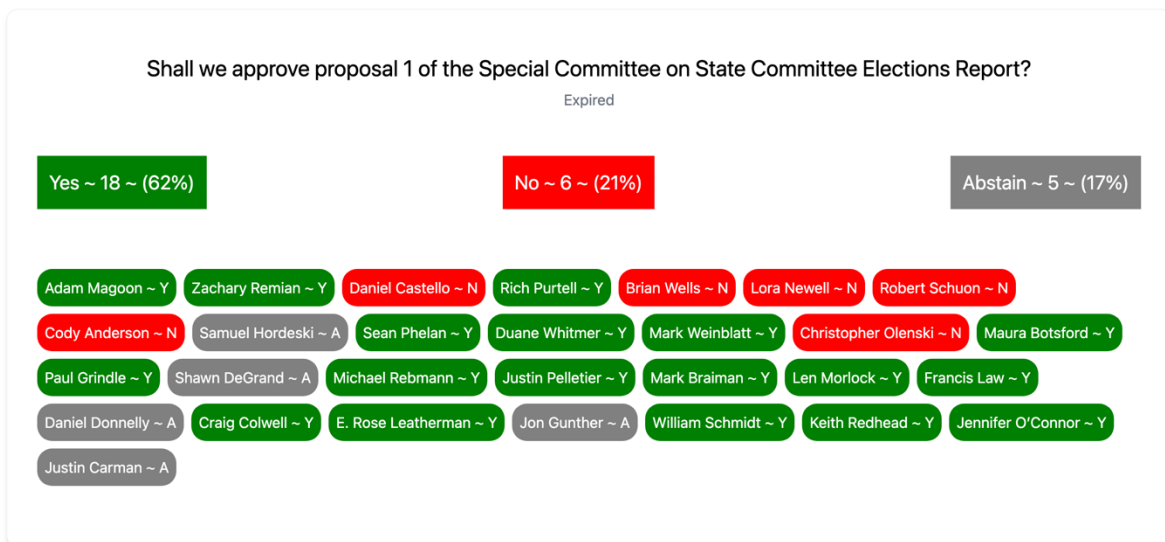 Shall we approve proposal 1 of the Special Committee on State Committee Elections Report?
Expired
Yes ~ 18 ~ (62%) No ~ 6 ~ (21%) Abstain ~ 5 ~ (17%)
Adam Magoon ~ Y Zachary Remian ~ Y Daniel Castello ~ N Rich Purtell ~ Y Brian Wells ~ N Lora Newell ~ N Robert Schuon ~ N
Cody Anderson ~ N Samuel Hordeski ~ A Sean Phelan ~ Y Duane Whitmer ~ Y Mark Weinblatt ~ Y Christopher Olenski ~ N Maura Botsford ~ Y
Paul Grindle ~ Y Shawn DeGrand ~ A Michael Rebmann ~ Y Justin Pelletier ~ Y Mark Braiman ~ Y Len Morlock ~ Y Francis Law ~ Y
Daniel Donnelly ~ A Craig Colwell ~ Y E. Rose Leatherman ~ Y Jon Gunther ~ A William Schmidt ~ Y Keith Redhead ~ Y Jennifer O’Connor ~ Y
Justin Carman ~ A